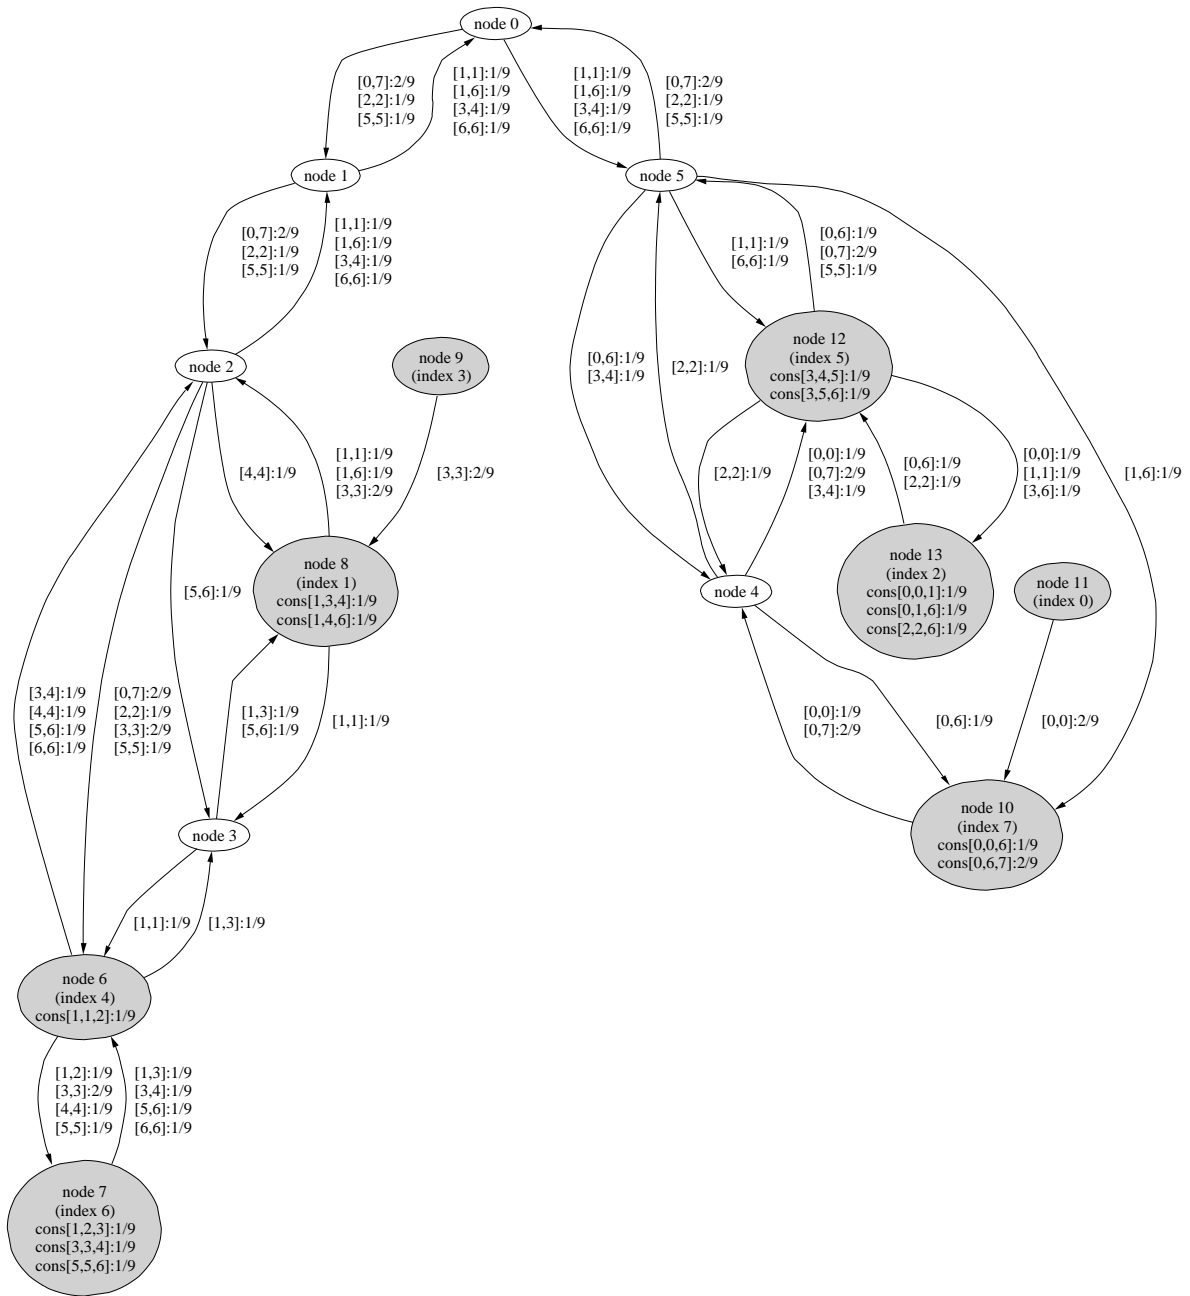 node 0
[0,7]:2/9
[2,2]:1/9
[5,5]:1/9
[1,1]:1/9
[1,6]:1/9
[3,4]:1/9
[6,6]:1/9
[1,1]:1/9
[1,6]:1/9
[3,4]:1/9
[6,6]:1/9
[0,7]:2/9
[2,2]:1/9
[5,5]:1/9
node 1
node 5
[0,7]:2/9
[2,2]:1/9
[5,5]:1/9
[1,1]:1/9
[1,6]:1/9
[3,4]:1/9
[6,6]:1/9
[1,1]:1/9
[6,6]:1/9
[0,6]:1/9
[0,7]:2/9
[5,5]:1/9
node 2
node 9
(index 3)
[0,6]:1/9
[3,4]:1/9
[2,2]:1/9
node 12
(index 5)
cons[3,4,5]:1/9
cons[3,5,6]:1/9
[4,4]:1/9
[1,1]:1/9
[1,6]:1/9
[3,3]:2/9
[3,3]:2/9
[2,2]:1/9
[0,0]:1/9
[0,7]:2/9
[3,4]:1/9
[0,6]:1/9
[2,2]:1/9
[0,0]:1/9
[1,1]:1/9
[3,6]:1/9
[1,6]:1/9
node 8
(index 1)
cons[1,3,4]:1/9
cons[1,4,6]:1/9
[5,6]:1/9
node 4
node 13
(index 2)
cons[0,0,1]:1/9
cons[0,1,6]:1/9
cons[2,2,6]:1/9
node 11
(index 0)
[3,4]:1/9
[4,4]:1/9
[5,6]:1/9
[6,6]:1/9
[0,7]:2/9
[2,2]:1/9
[3,3]:2/9
[5,5]:1/9
[1,3]:1/9
[5,6]:1/9
[1,1]:1/9
[0,0]:1/9
[0,7]:2/9
[0,6]:1/9
[0,0]:2/9
node 3
node 10
(index 7)
cons[0,0,6]:1/9
cons[0,6,7]:2/9
[1,1]:1/9
[1,3]:1/9
node 6
(index 4)
cons[1,1,2]:1/9
[1,2]:1/9
[3,3]:2/9
[4,4]:1/9
[5,5]:1/9
[1,3]:1/9
[3,4]:1/9
[5,6]:1/9
[6,6]:1/9
node 7
(index 6)
cons[1,2,3]:1/9
cons[3,3,4]:1/9
cons[5,5,6]:1/9